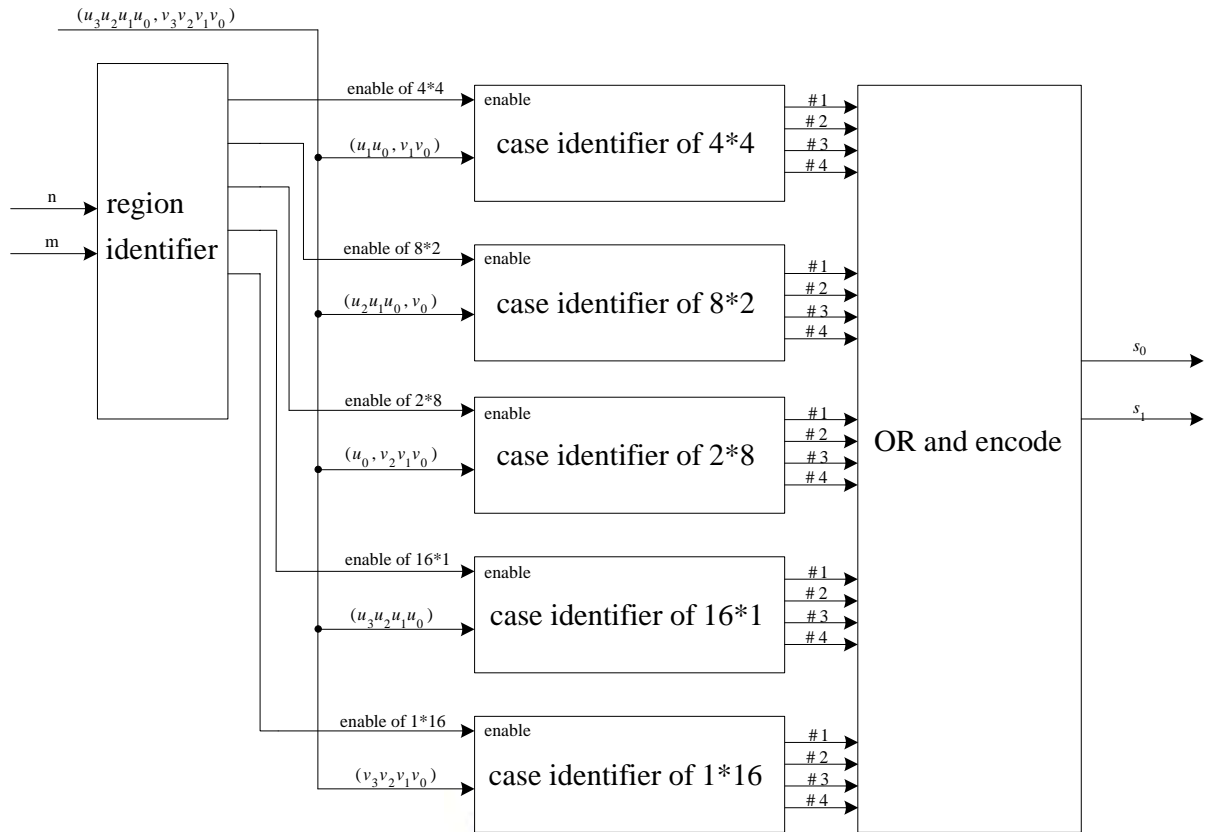 (u₃u₂u₁u₀, v₃v₂v₁v₀)
n
m
region
identifier
enable of 4*4
(u₁u₀, v₁v₀)
enable
case identifier of 4*4
#1
#2
#3
#4
enable of 8*2
(u₂u₁u₀, v₀)
enable
case identifier of 8*2
#1
#2
#3
#4
enable of 2*8
(u₀, v₂v₁v₀)
enable
case identifier of 2*8
#1
#2
#3
#4
enable of 16*1
(u₃u₂u₁u₀)
enable
case identifier of 16*1
#1
#2
#3
#4
enable of 1*16
(v₃v₂v₁v₀)
enable
case identifier of 1*16
#1
#2
#3
#4
OR and encode
s₀
s₁